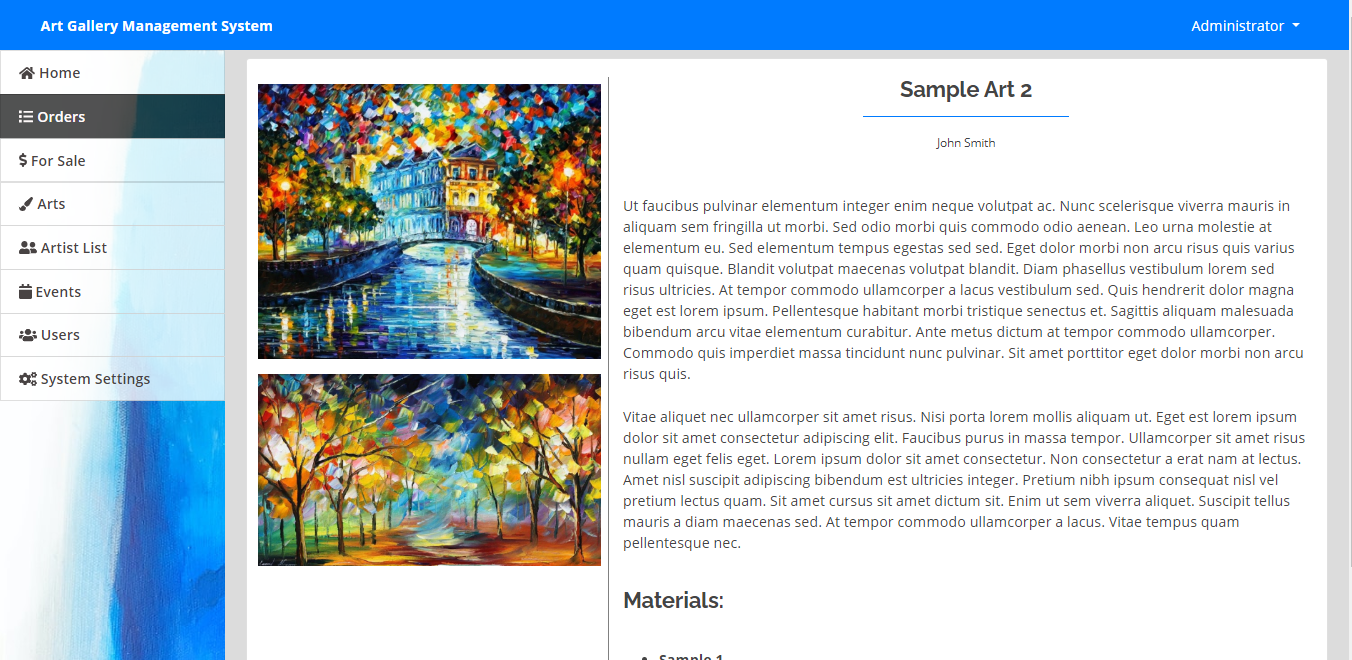 Art Gallery Management System
Administrator
Home
Orders
For Sale
Arts
Artist List
Events
Users
System Settings
Sample Art 2
John Smith
Ut faucibus pulvinar elementum integer enim neque volutpat ac. Nunc scelerisque viverra mauris in
aliquam sem fringilla ut morbi. Sed odio morbi quis commodo odio aenean. Leo urna molestie at
elementum eu. Sed elementum tempus egestas sed sed. Eget dolor morbi non arcu risus quis varius
quam quisque. Blandit volutpat maecenas volutpat blandit. Diam phasellus vestibulum lorem sed
risus ultricies. At tempor commodo ullamcorper a lacus vestibulum sed. Quis hendrerit dolor magna
eget est lorem ipsum. Pellentesque habitant morbi tristique senectus et. Sagittis aliquam malesuada
bibendum arcu vitae elementum curabitur. Ante metus dictum at tempor commodo ullamcorper.
Commodo quis imperdiet massa tincidunt nunc pulvinar. Sit amet porttitor eget dolor morbi non arcu
risus quis.
Vitae aliquet nec ullamcorper sit amet risus. Nisi porta lorem mollis aliquam ut. Eget est lorem ipsum
dolor sit amet consectetur adipiscing elit. Faucibus purus in massa tempor. Ullamcorper sit amet risus
nullam eget felis eget. Lorem ipsum dolor sit amet consectetur. Non consectetur a erat nam at lectus.
Amet nisl suscipit adipiscing bibendum est ultricies integer. Pretium nibh ipsum consequat nisl vel
pretium lectus quam. Sit amet cursus sit amet dictum sit. Enim ut sem viverra aliquet. Suscipit tellus
mauris a diam maecenas sed. At tempor commodo ullamcorper a lacus. Vitae tempus quam
pellentesque nec.
Materials:
Sample 1